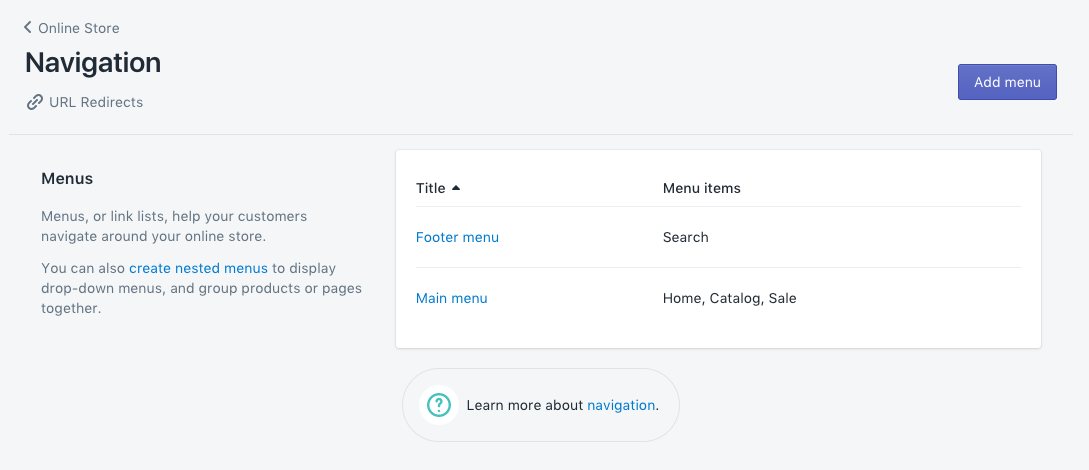 Online Store
Navigation
Add menu
URL Redirects
Menus
Menus, or link lists, help your customers
navigate around your online store.
You can also create nested menus to display
drop-down menus, and group products or pages
together.
Title Menu items
Footer menu Search
Main menu Home, Catalog, Sale
Learn more about navigation.